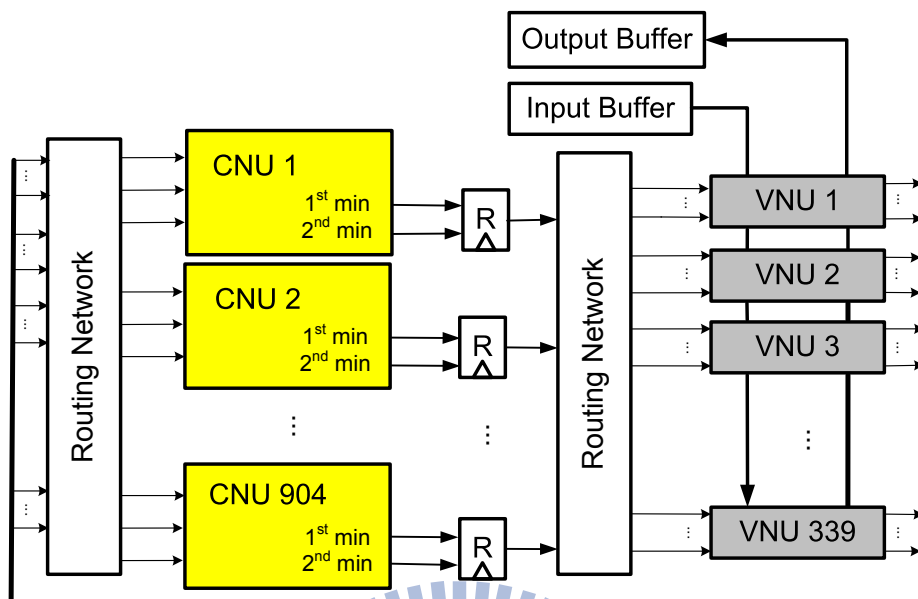 Output Buffer
Input Buffer
Routing Network
CNU 1
1st min
2nd min
R
CNU 2
1st min
2nd min
R
CNU 904
1st min
2nd min
R
Routing Network
VNU 1
VNU 2
VNU 3
VNU 339